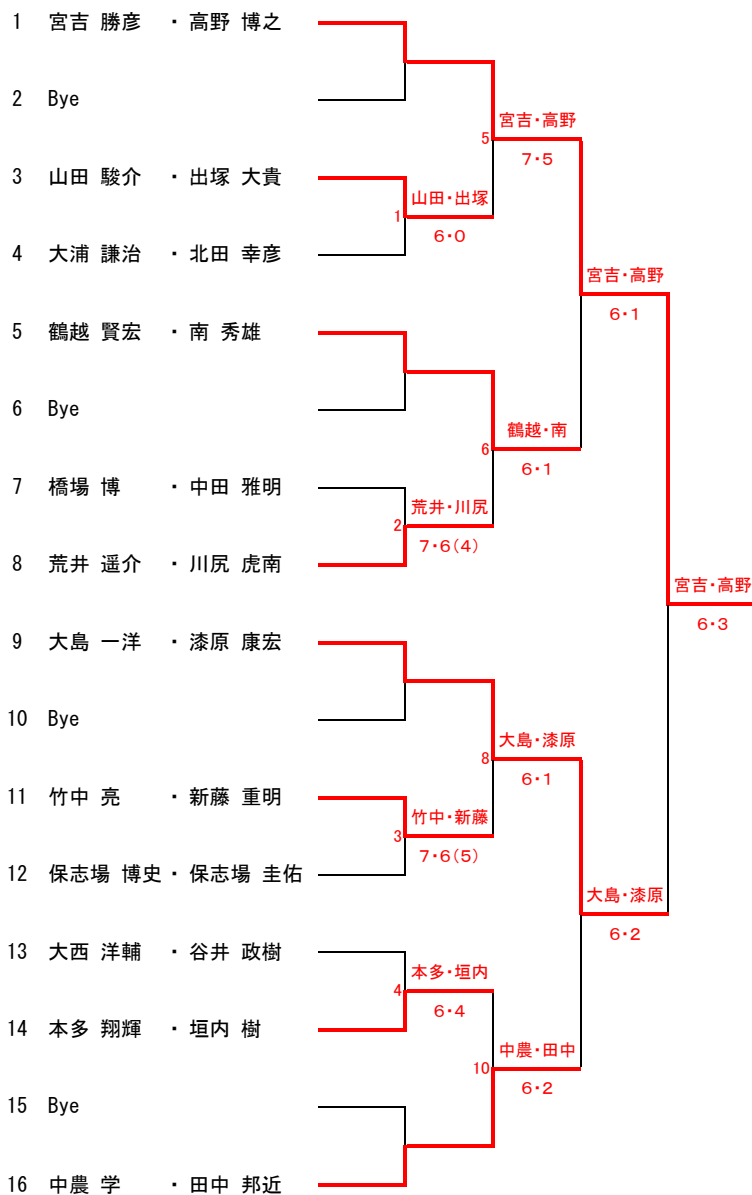 1 宮吉 勝彦 ・ 高野 博之
2 Bye
宮吉・高野
5
7・5
3 山田 駿介 ・ 出塚 大貴
山田・出塚
1
6・0
4 大浦 謙治 ・ 北田 幸彦
宮吉・高野
6・1
5 鶴越 賢宏 ・ 南 秀雄
6 Bye
鶴越・南
6
6・1
7 橋場 博 ・ 中田 雅明
荒井・川尻
2
7・6(4)
8 荒井 遥介 ・ 川尻 虎南
宮吉・高野
6・3
9 大島 一洋 ・ 漆原 康宏
10 Bye
大島・漆原
8
6・1
11 竹中 亮 ・ 新藤 重明
竹中・新藤
3
7・6(5)
12 保志場 博史 ・ 保志場 圭佑
大島・漆原
6・2
13 大西 洋輔 ・ 谷井 政樹
本多・垣内
4
6・4
14 本多 翔輝 ・ 垣内 樹
中農・田中
10
6・2
15 Bye
16 中農 学 ・ 田中 邦近